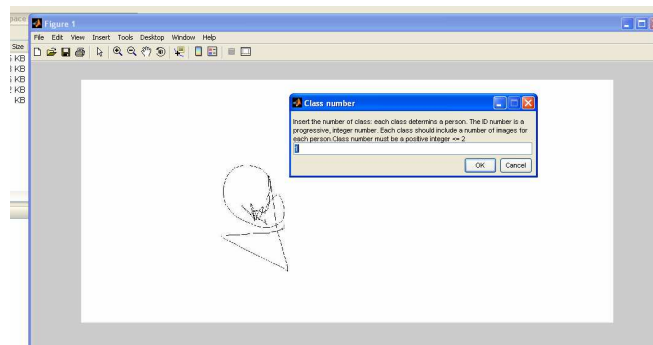 Figure 1
File Edit View Insert Tools Desktop Window Help
Size
KB
KB
KB
KB
KB
Class number
Insert the number of class: each class determins a person. The ID number is a
progressive, integer number. Each class should include a number of images for
each person.Class number must be a positive integer <= 2
1
OK Cancel